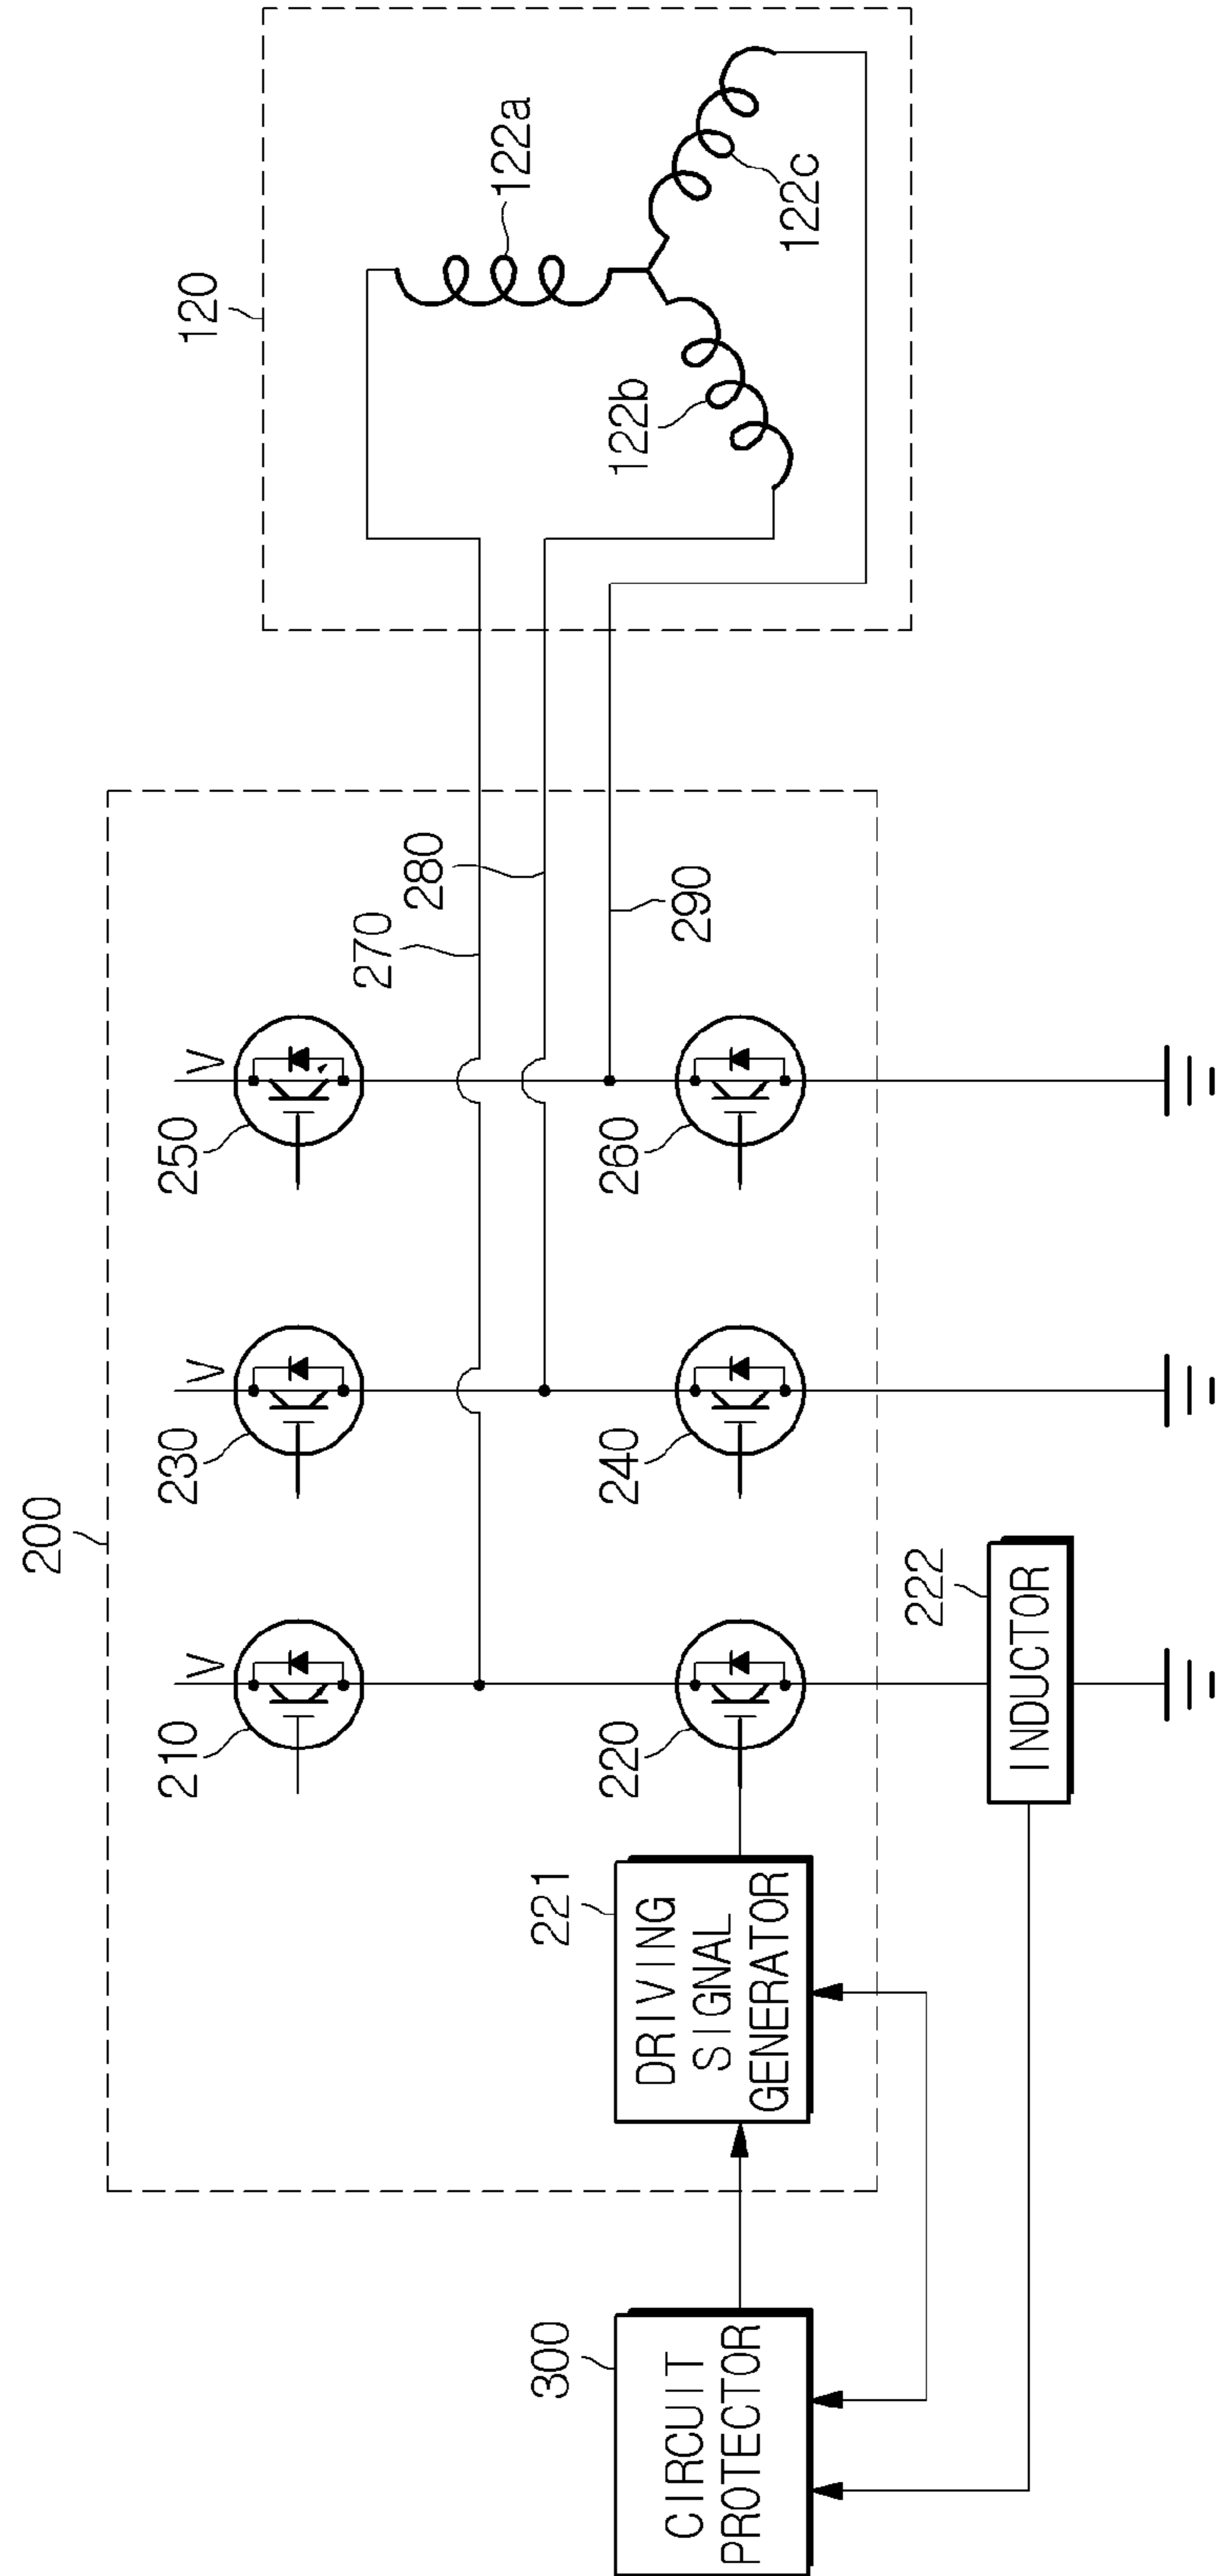 200
120
210
V
230
V
250
V
270
280
290
122a
122b
122c
220
240
260
221
DRIVING
SIGNAL
GENERATOR
300
CIRCUIT
PROTECTOR
222
INDUCTOR